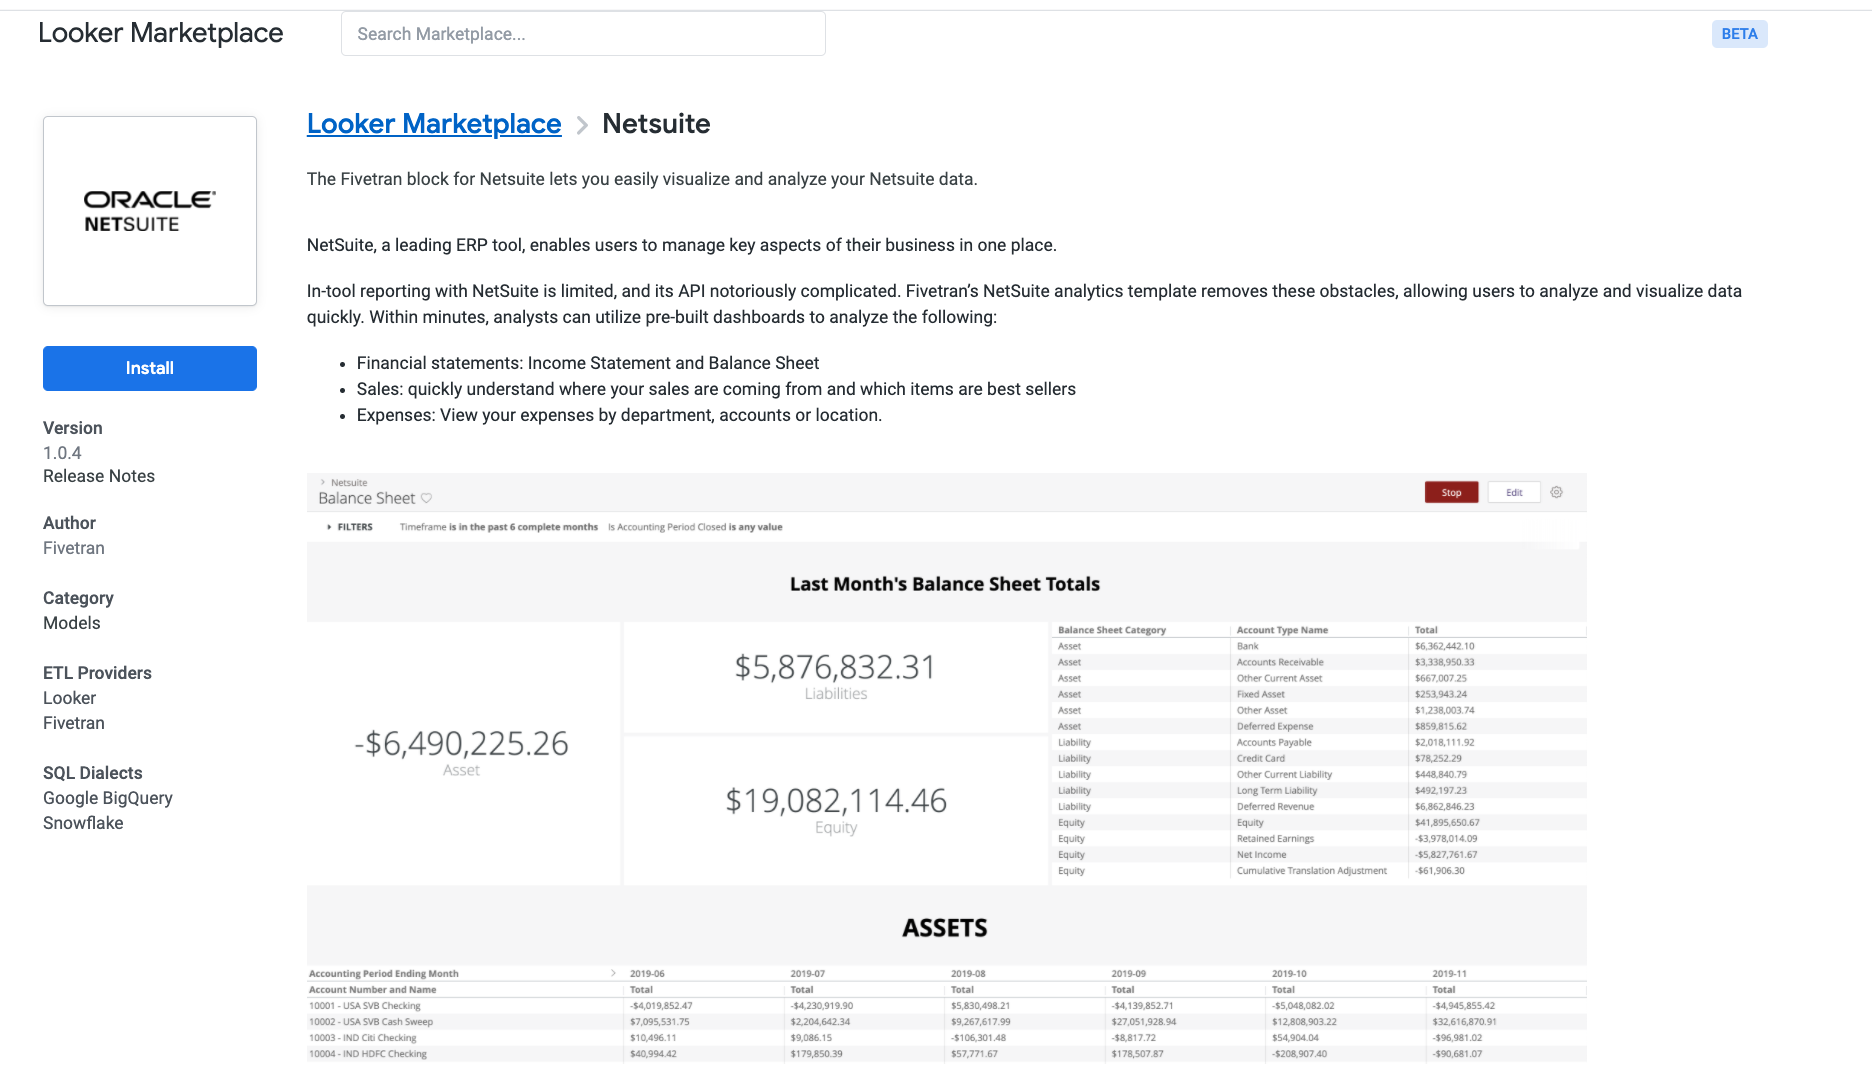 Looker Marketplace
Search Marketplace...
BETA
ORACLE
NETSUITE
Install
Version
1.0.4
Release Notes
Author
Fivetran
Category
Models
ETL Providers
Looker
Fivetran
SQL Dialects
Google BigQuery
Snowflake
Looker Marketplace > Netsuite
The Fivetran block for Netsuite lets you easily visualize and analyze your Netsuite data.
NetSuite, a leading ERP tool, enables users to manage key aspects of their business in one place.
In-tool reporting with NetSuite is limited, and its API notoriously complicated. Fivetran’s NetSuite analytics template removes these obstacles, allowing users to analyze and visualize data
quickly. Within minutes, analysts can utilize pre-built dashboards to analyze the following:
• Financial statements: Income Statement and Balance Sheet
• Sales: quickly understand where your sales are coming from and which items are best sellers
• Expenses: View your expenses by department, accounts or location.
> Netsuite
Balance Sheet
Stop Edit
FILTERS Timeframe is in the past 6 complete months Is Accounting Period Closed is any value
Last Month's Balance Sheet Totals
-$6,490,225.26
Asset
$5,876,832.31
Liabilities
$19,082,114.46
Equity
Balance Sheet Category Account Type Name Total
Asset Bank $6,362,442.10
Asset Accounts Receivable $3,338,950.33
Asset Other Current Asset $667,007.25
Asset Fixed Asset $253,943.24
Asset Other Asset $1,238,003.74
Asset Deferred Expense $859,815.62
Liability Accounts Payable $2,018,111.92
Liability Credit Card $78,252.29
Liability Other Current Liability $448,840.79
Liability Long Term Liability $492,197.23
Liability Deferred Revenue $6,862,846.23
Equity Equity $41,895,650.67
Equity Retained Earnings -$3,978,014.09
Equity Net Income -$5,827,761.67
Equity Cumulative Translation Adjustment -$61,906.30
ASSETS
Accounting Period Ending Month > 2019-06 2019-07 2019-08 2019-09 2019-10 2019-11
Account Number and Name Total Total Total Total Total Total
10001 - USA SVB Checking -$4,019,852.47 -$4,230,919.90 $5,830,498.21 -$4,139,852.71 -$5,048,082.02 -$4,945,855.42
10002 - USA SVB Cash Sweep $7,095,531.75 $2,204,642.34 $9,267,617.99 $27,051,928.94 $12,808,903.22 $32,616,870.91
10003 - IND Citi Checking $10,496.11 $9,086.15 -$106,301.48 -$8,817.72 $54,904.04 -$96,981.02
10004 - IND HDFC Checking $40,994.42 $179,850.39 $57,771.67 $178,507.87 -$208,907.40 -$90,681.07